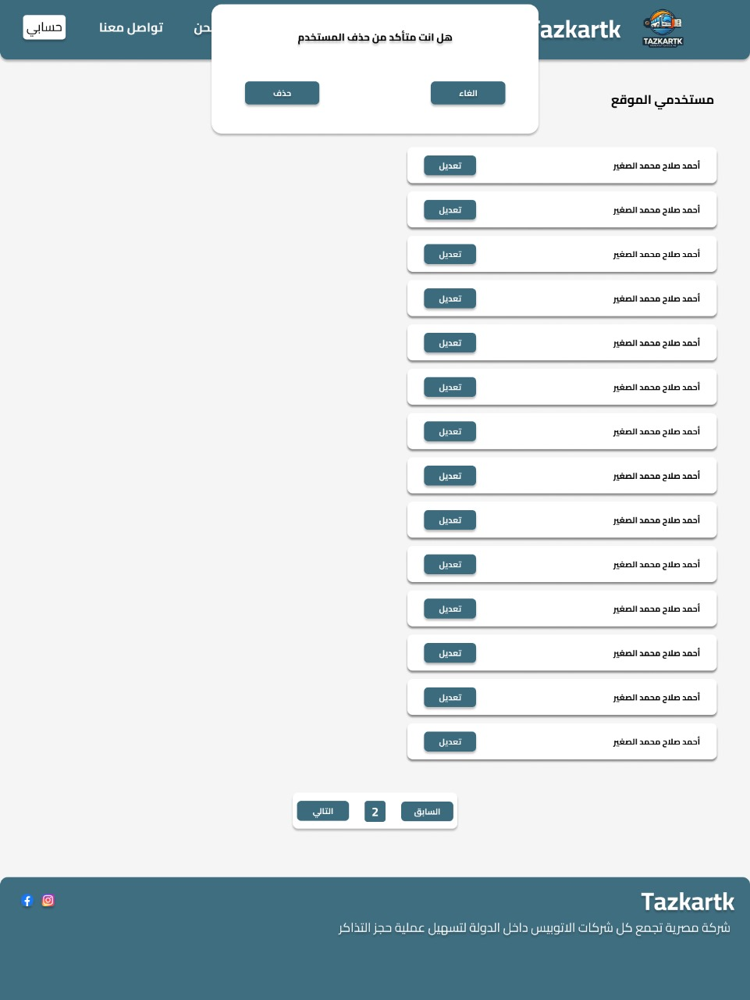 TAZKARTK
Tazkartk
نحن
تواصل معنا
حسابي
هل انت متأكد من حذف المستخدم
الغاء
حذف
مستخدمي الموقع
أحمد صلاح محمد الصغير تعديل
أحمد صلاح محمد الصغير تعديل
أحمد صلاح محمد الصغير تعديل
أحمد صلاح محمد الصغير تعديل
أحمد صلاح محمد الصغير تعديل
أحمد صلاح محمد الصغير تعديل
أحمد صلاح محمد الصغير تعديل
أحمد صلاح محمد الصغير تعديل
أحمد صلاح محمد الصغير تعديل
أحمد صلاح محمد الصغير تعديل
أحمد صلاح محمد الصغير تعديل
أحمد صلاح محمد الصغير تعديل
أحمد صلاح محمد الصغير تعديل
أحمد صلاح محمد الصغير تعديل
السابق 2 التالي
Tazkartk
شركة مصرية تجمع كل شركات الاتوبيس داخل الدولة لتسهيل عملية حجز التذاكر